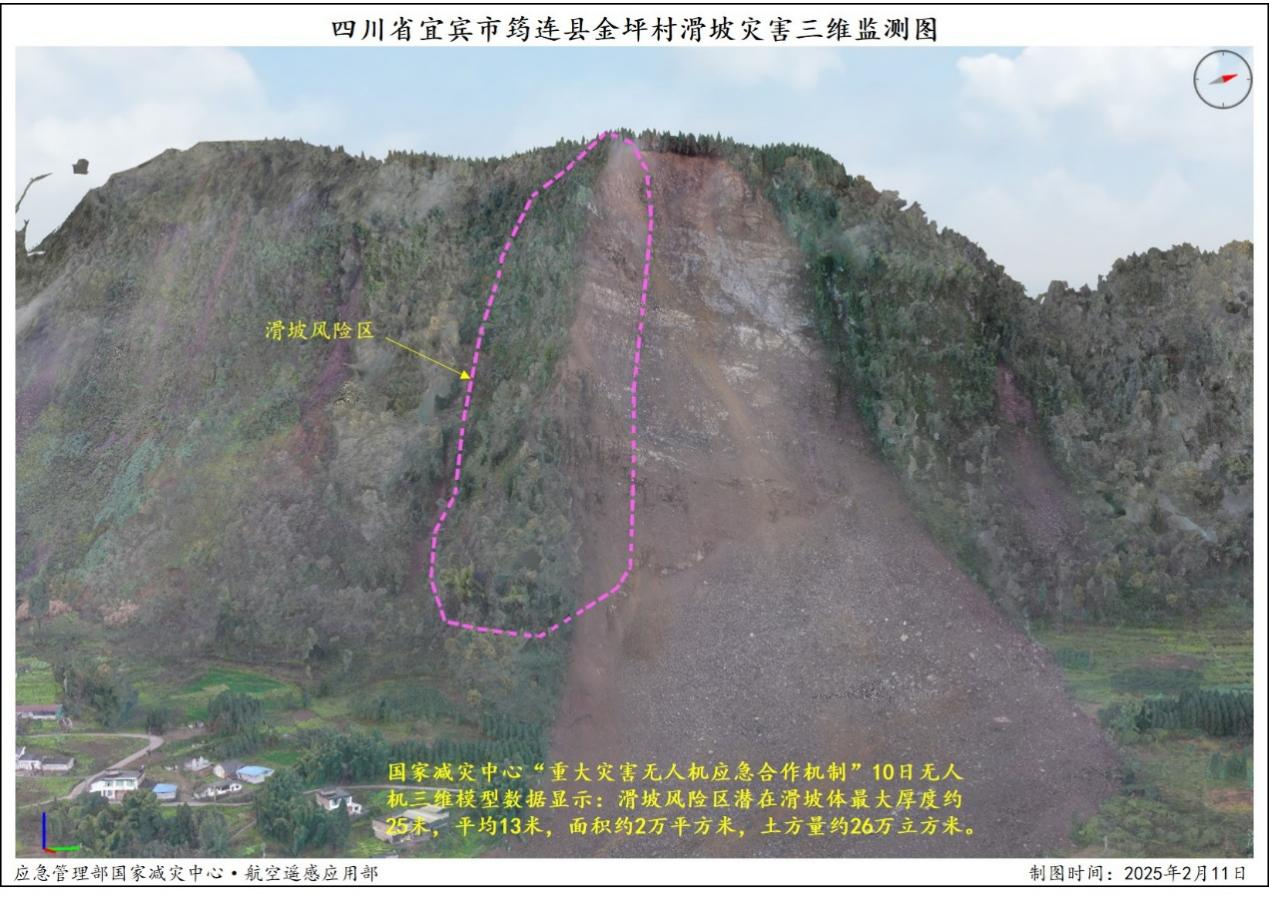 四川省宜宾市筠连县金坪村滑坡灾害三维监测图
滑坡风险区
国家减灾中心“重大灾害无人机应急合作机制”10日无人
机三维模型数据显示：滑坡风险区潜在滑坡体最大厚度约
25米，平均13米，面积约2万平方米，土方量约26万立方米。
应急管理部国家减灾中心·航空遥感应用部
制图时间：2025年2月11日